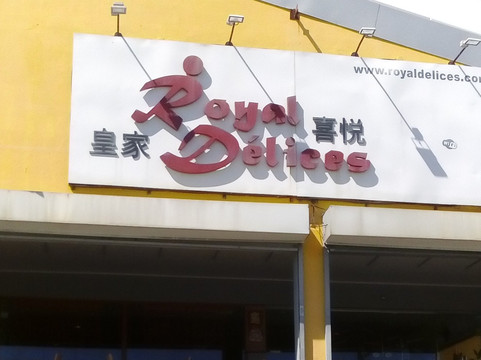 www.royaldelices.com
Royal
皇家 Délices 喜悦